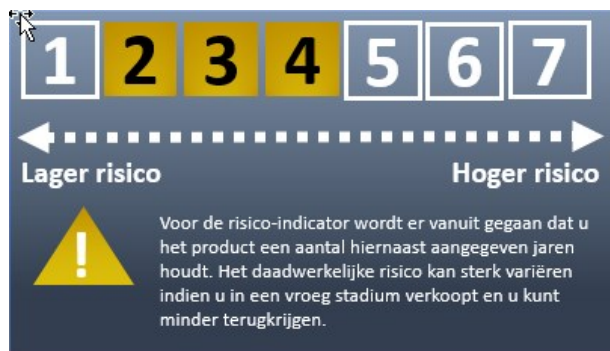 1 2 3 4 5 6 7
Lager risico Hoger risico
!
Voor de risico-indicator wordt er vanuit gegaan dat u
het product een aantal hiernaast aangegeven jaren
houdt. Het daadwerkelijke risico kan sterk variëren
indien u in een vroeg stadium verkoopt en u kunt
minder terugkrijgen.